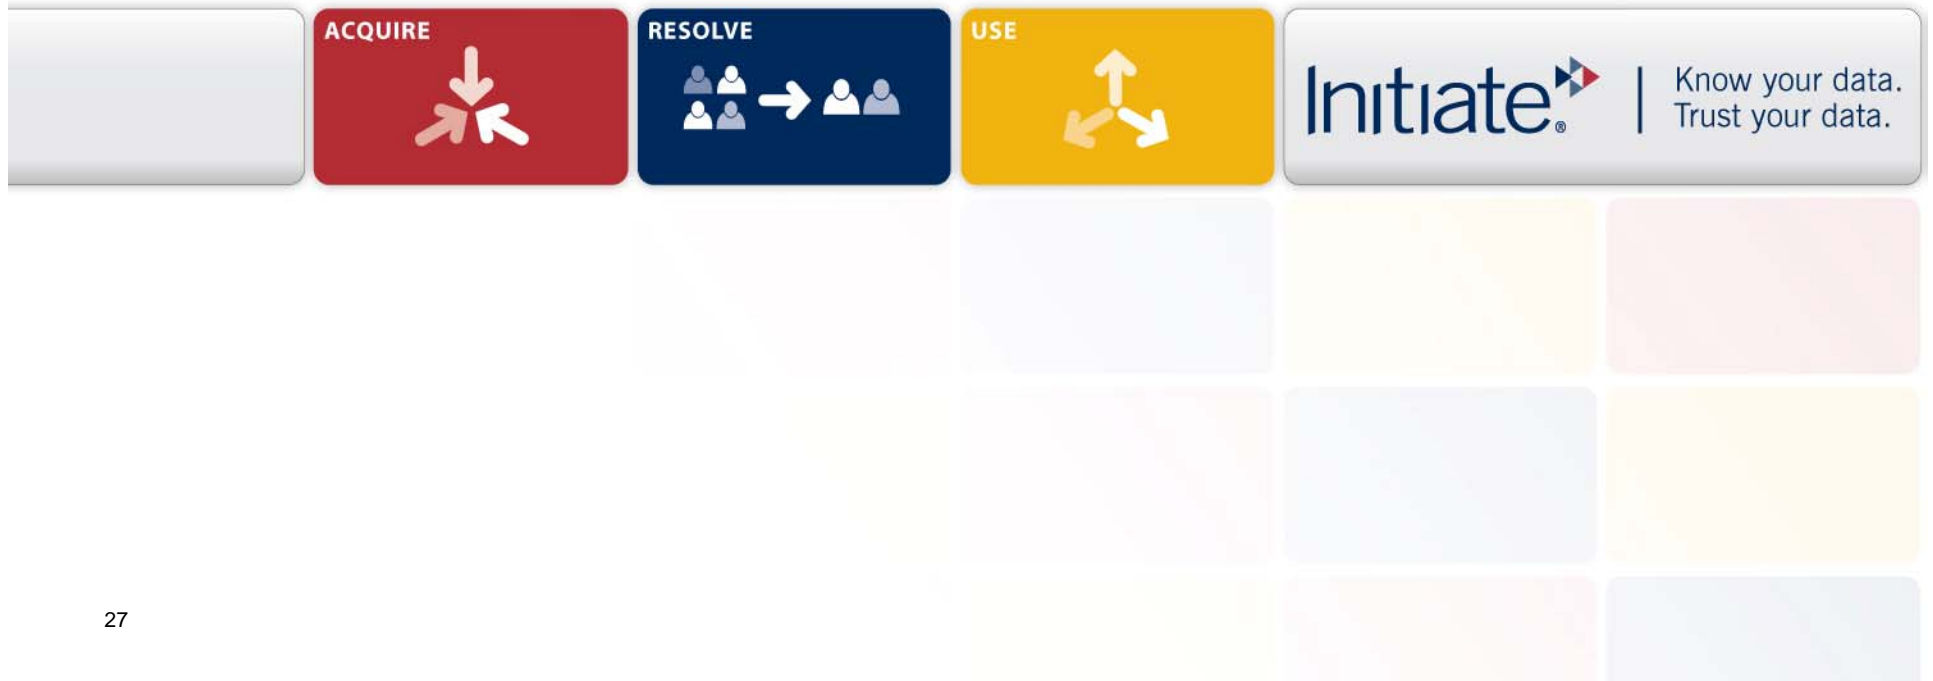 ACQUIRE
RESOLVE
USE
Initiate®
Know your data.
Trust your data.
27